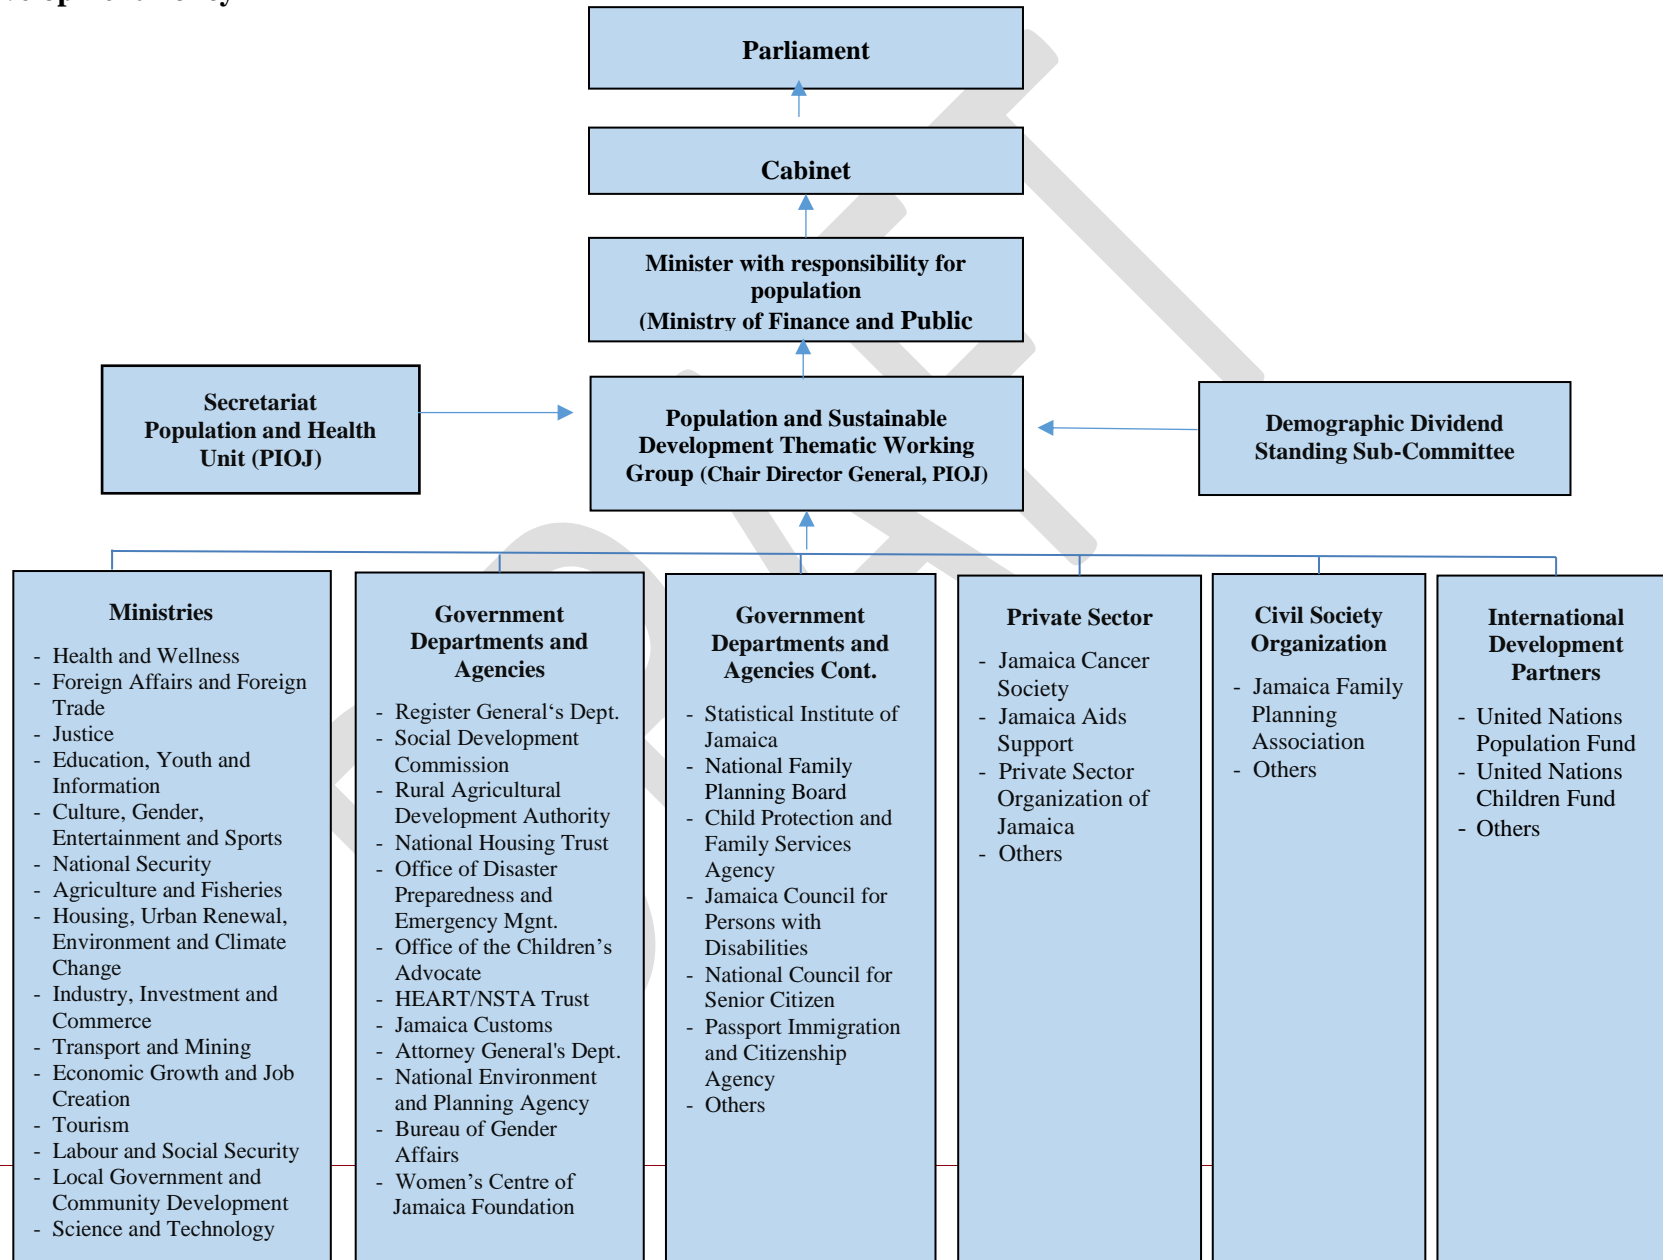 Parliament
Cabinet
Minister with responsibility for
population
(Ministry of Finance and Public
Secretariat
Population and Health
Unit (PIOJ)
Population and Sustainable
Development Thematic Working
Group (Chair Director General, PIOJ)
Demographic Dividend
Standing Sub-Committee
Ministries
- Health and Wellness
- Foreign Affairs and Foreign
Trade
- Justice
- Education, Youth and
Information
- Culture, Gender,
Entertainment and Sports
- National Security
- Agriculture and Fisheries
- Housing, Urban Renewal,
Environment and Climate
Change
- Industry, Investment and
Commerce
- Transport and Mining
- Economic Growth and Job
Creation
- Tourism
- Labour and Social Security
- Local Government and
Community Development
- Science and Technology
Government
Departments and
Agencies
- Register General‘s Dept.
- Social Development
Commission
- Rural Agricultural
Development Authority
- National Housing Trust
- Office of Disaster
Preparedness and
Emergency Mgnt.
- Office of the Children’s
Advocate
- HEART/NSTA Trust
- Jamaica Customs
- Attorney General's Dept.
- National Environment
and Planning Agency
- Bureau of Gender
Affairs
- Women’s Centre of
Jamaica Foundation
Government
Departments and
Agencies Cont.
- Statistical Institute of
Jamaica
- National Family
Planning Board
- Child Protection and
Family Services
Agency
- Jamaica Council for
Persons with
Disabilities
- National Council for
Senior Citizen
- Passport Immigration
and Citizenship
Agency
- Others
Private Sector
- Jamaica Cancer
Society
- Jamaica Aids
Support
- Private Sector
Organization of
Jamaica
- Others
Civil Society
Organization
- Jamaica Family
Planning
Association
- Others
International
Development
Partners
- United Nations
Population Fund
- United Nations
Children Fund
- Others
DRAFT